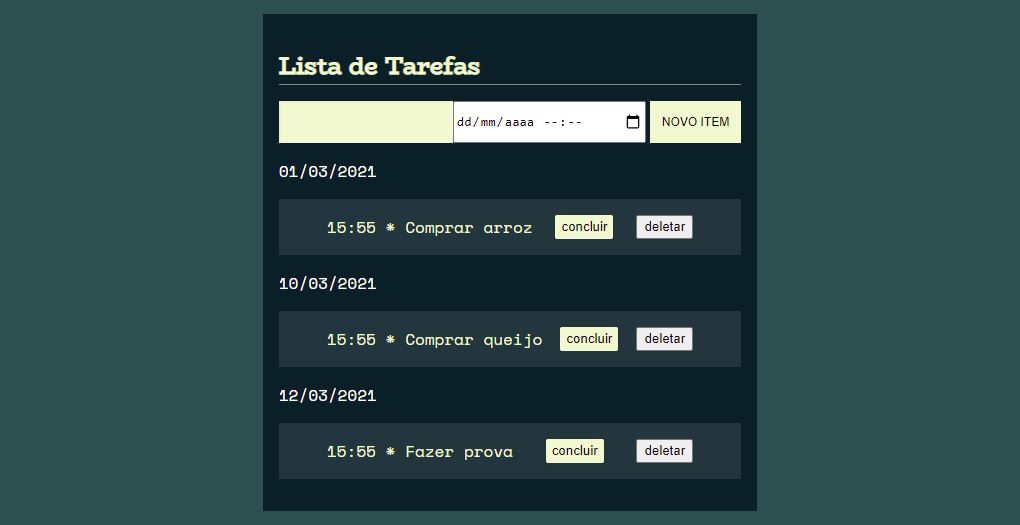 Lista de Tarefas
dd/mm/aaaa --:-- NOVO ITEM
01/03/2021
15:55 * Comprar arroz concluir deletar
10/03/2021
15:55 * Comprar queijo concluir deletar
12/03/2021
15:55 * Fazer prova concluir deletar